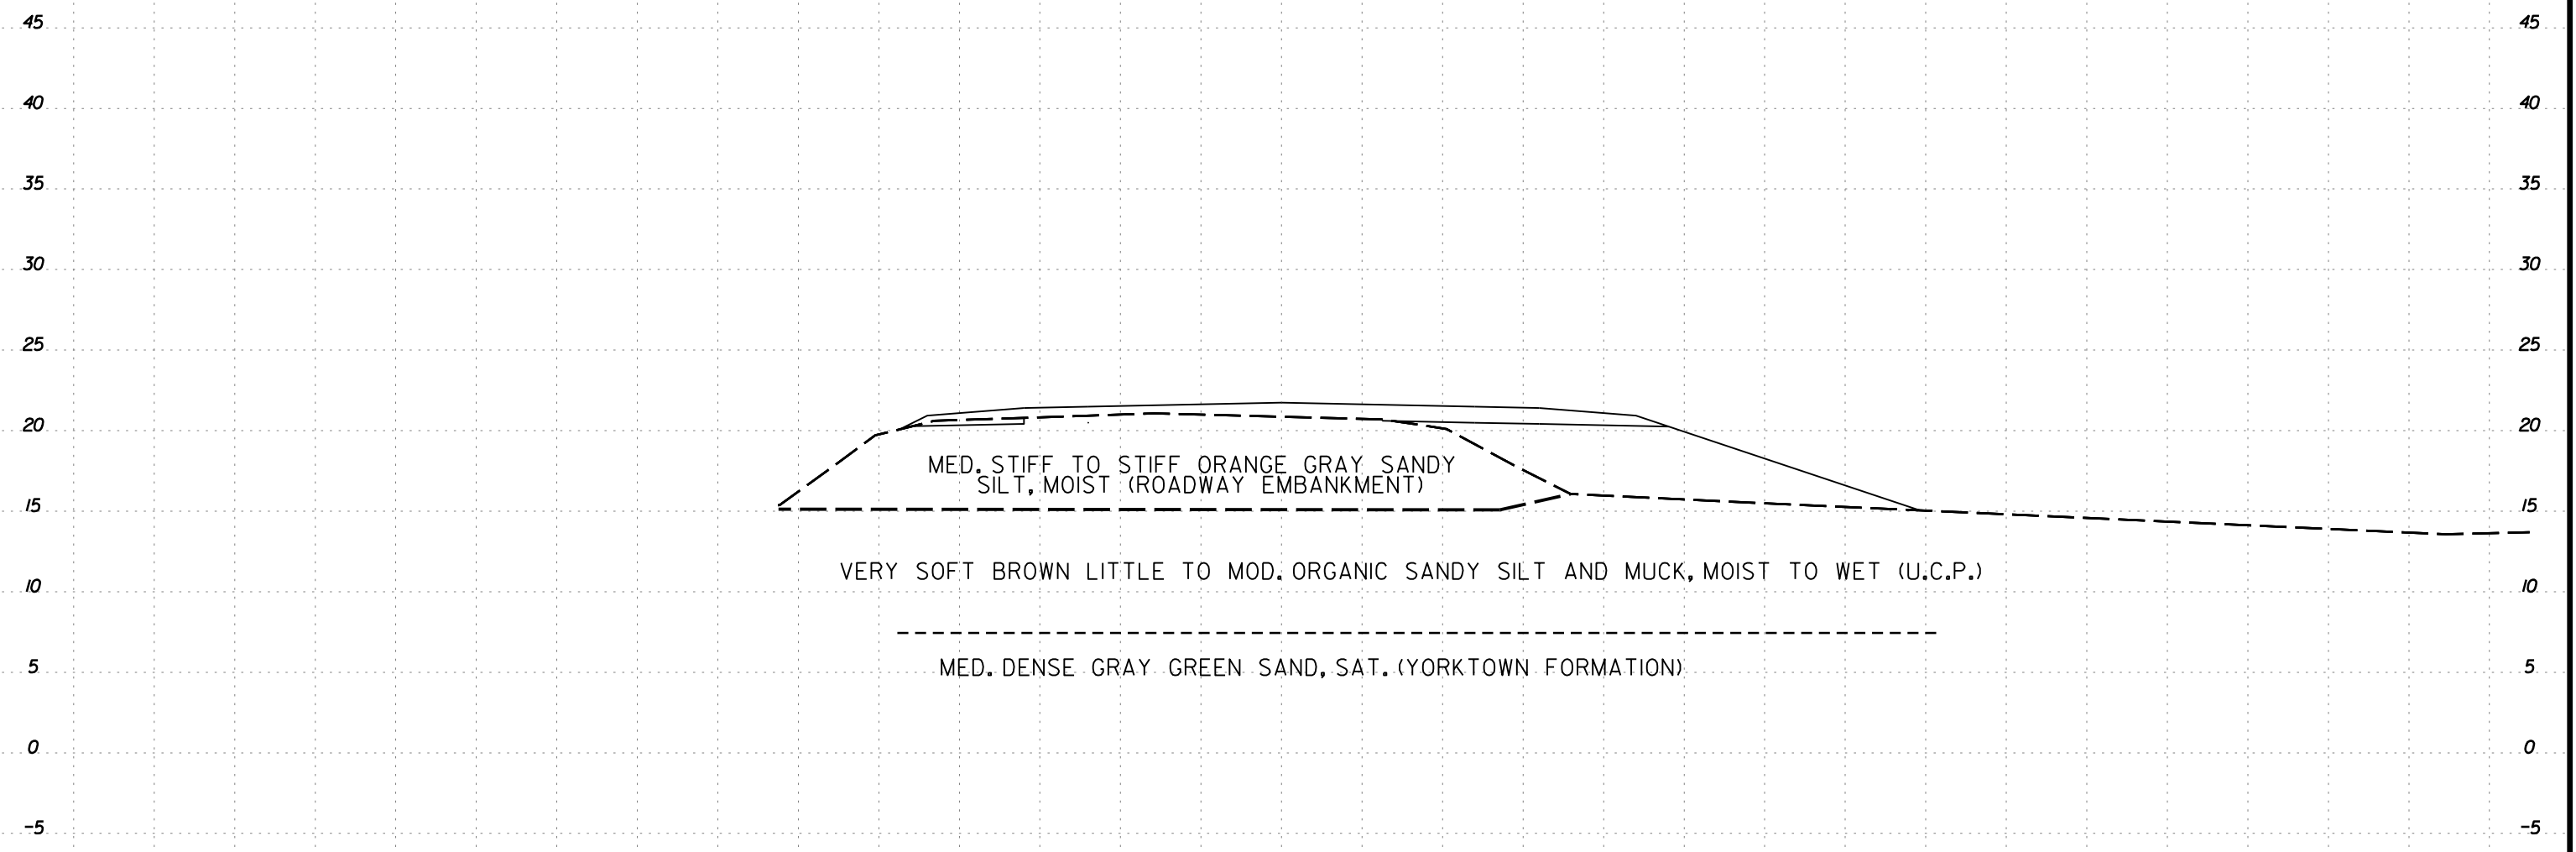 45 45
40 40
35 35
30 30
25 25
20 20
MED. STIFF TO STIFF ORANGE GRAY SANDY
SILT, MOIST (ROADWAY EMBANKMENT)
15 15
VERY SOFT BROWN LITTLE TO MOD. ORGANIC SANDY SILT AND MUCK, MOIST TO WET (U.C.P.)
10 10
MED. DENSE GRAY GREEN SAND, SAT. (YORKTOWN FORMATION)
5 5
0 0
-5 -5